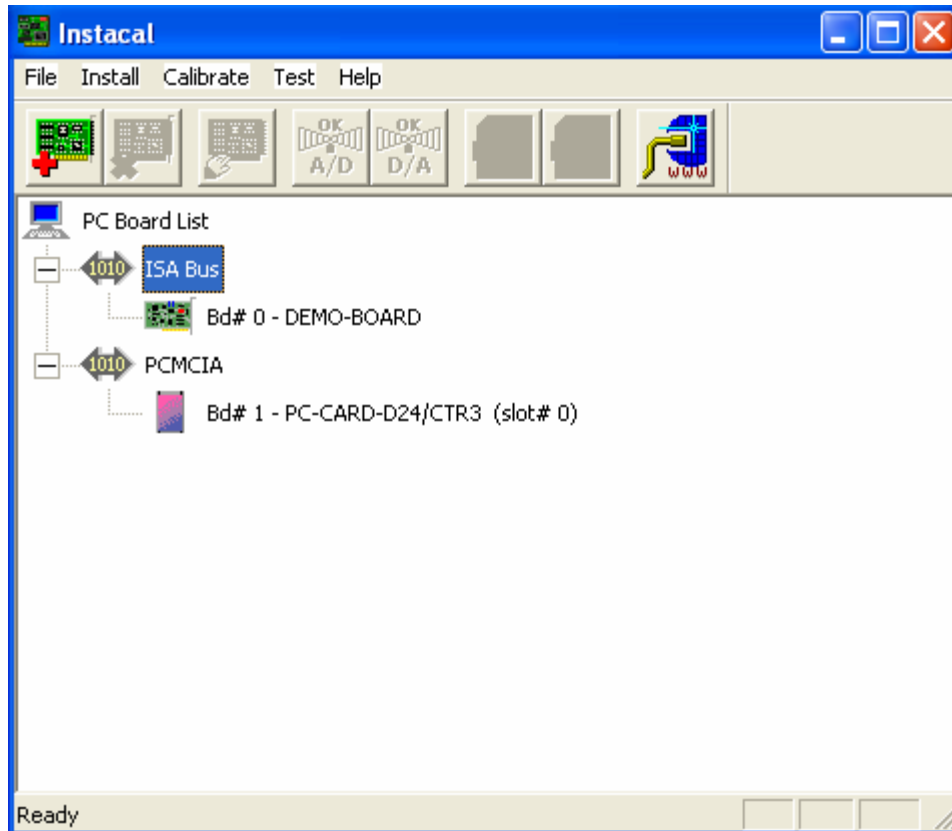 Instacal
File Install Calibrate Test Help
OK OK
A/D D/A
www
PC Board List
1010 ISA Bus
Bd# 0 - DEMO-BOARD
1010 PCMCIA
Bd# 1 - PC-CARD-D24/CTR3 (slot# 0)
Ready